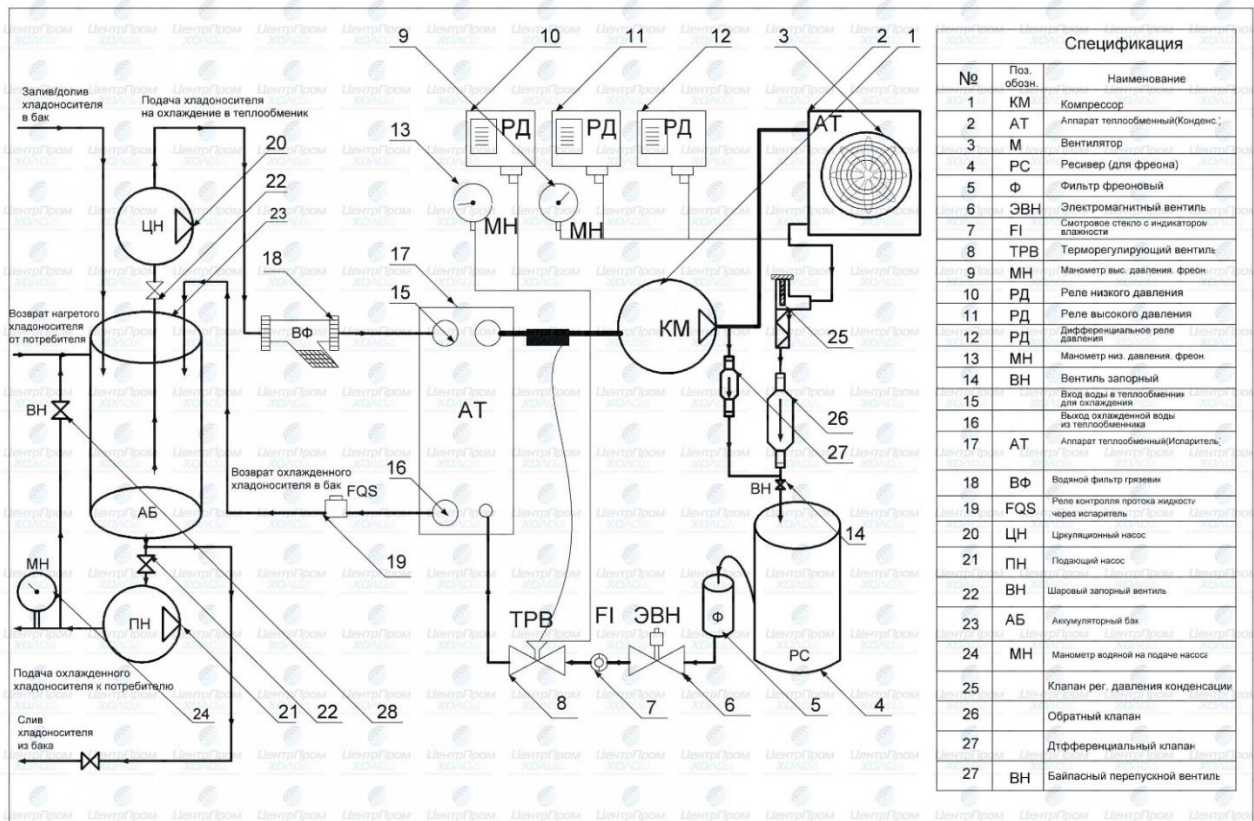 9
10
11
12
2
1
3
Залив/долив
хладоносителя
в бак
Подача хладоносителя
на охлаждение в теплообменик
20
22
23
13
РД
РД
РД
АТ
ЦН
МН
МН
17
18
15
ВФ
КМ
25
Возврат нагретого
хладоносителя
от потребителя
ВН
АТ
26
27
Возврат охлажденного
хладоносителя в бак
FQS
16
ВН
АБ
14
19
МН
ПН
ТРВ
FI
ЭВН
Ф
РС
Подача охлажденного
хладоносителя к потребителю
24
21
22
28
8
7
6
5
4
Слив
хладоносителя
из бака
Спецификация
№ Поз. обозн. Наименование
1 КМ Компрессор
2 АТ Аппарат теплообменный(Конденс.)
3 М Вентилятор
4 РС Ресивер (для фреона)
5 Ф Фильтр фреоновый
6 ЭВН Электромагнитный вентиль
7 FI Смотровое стекло с индикатором
влажности
8 ТРВ Терморегулирующий вентиль
9 МН Манометр выс. давления. фреон
10 РД Реле низкого давления
11 РД Реле высокого давления
12 РД Дифференциальное реле
давления
13 МН Манометр низ. давления. фреон.
14 ВН Вентиль запорный
15 Вход воды в теплообменник
для охлаждения
16 Выход охлажденной воды
из теплообменника
17 АТ Аппарат теплообменный(Испаритель)
18 ВФ Водяной фильтр грязевик
19 FQS Реле контроля протока жидкости
через испаритель
20 ЦН Цркуляционный насос
21 ПН Подающий насос
22 ВН Шаровый запорный вентиль
23 АБ Аккумуляторный бак
24 МН Манометр водяной на подаче насоса
25 Клапан рег. давления конденсации
26 Обратный клапан
27 Дтфференциальный клапан
27 ВН Байпасный перепускной вентиль
ЦентрПром
ХОЛОД